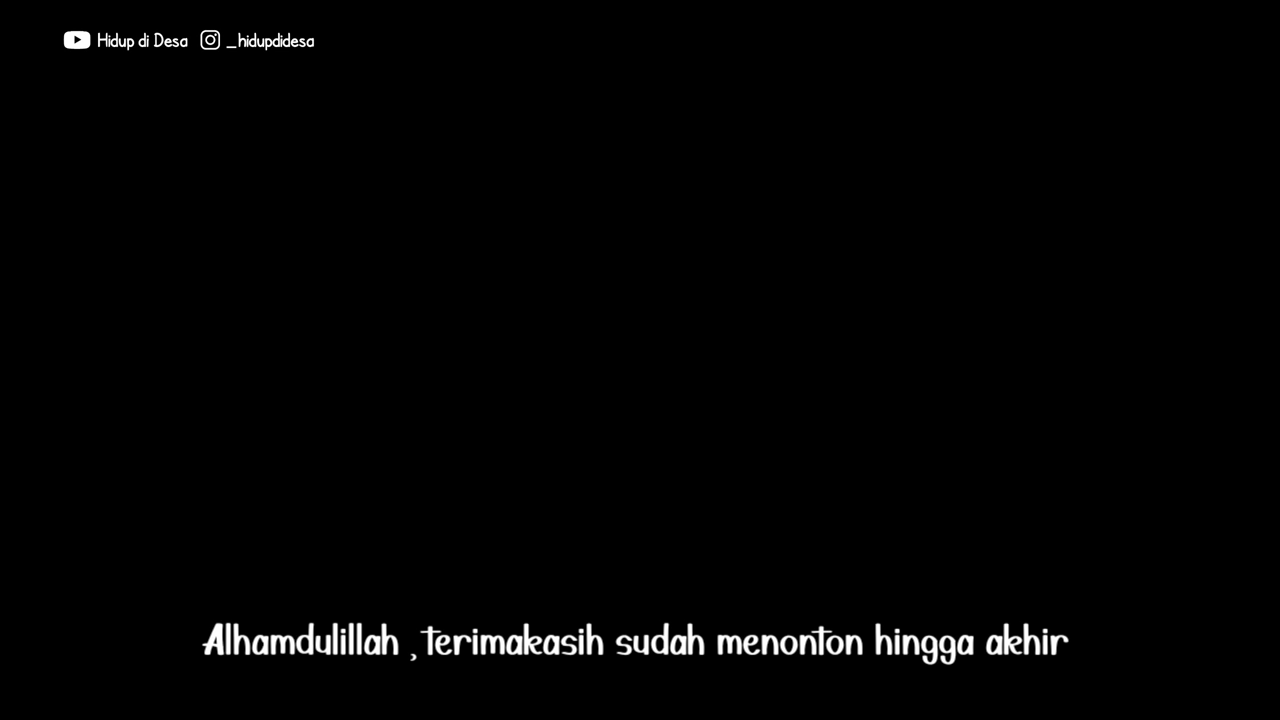 Hidup di Desa _hidupdidesa
Alhamdulillah , terimakasih sudah menonton hingga akhir